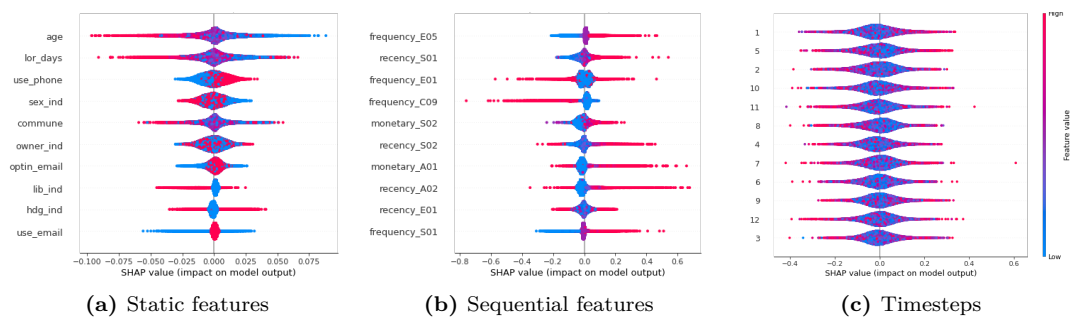 age
lor_days
use_phone
sex_ind
commune
owner_ind
optin_email
lib_ind
hdg_ind
use_email
-0.100 -0.075 -0.050 -0.025 0.000 0.025 0.050 0.075
SHAP value (impact on model output)
(a) Static features
frequency_E05
recency_S01
frequency_E01
frequency_C09
monetary_S02
recency_S02
monetary_A01
recency_A02
recency_E01
frequency_S01
−0.8 −0.6 −0.4 −0.2 0.0 0.2 0.4 0.6
SHAP value (impact on model output)
(b) Sequential features
1
5
2
10
11
8
4
7
6
9
12
3
−0.4 −0.2 0.0 0.2 0.4 0.6
SHAP value (impact on model output)
(c) Timesteps
High
Feature value
Low